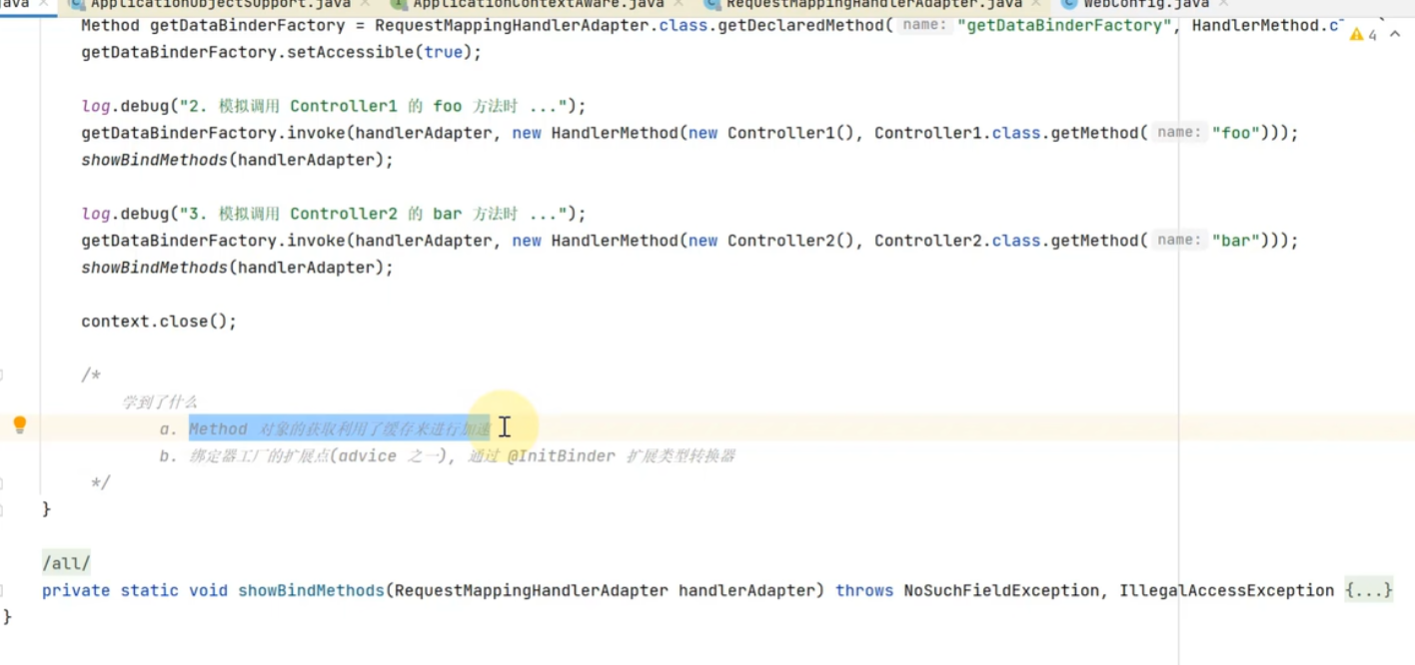 ApplicationObjectSupport.java ApplicationContextAware.java RequestMappingHandlerAdapter.java WebConfig.java
Method getDataBinderFactory = RequestMappingHandlerAdapter.class.getDeclaredMethod( name: "getDataBinderFactory", HandlerMethod.c
4
getDataBinderFactory.setAccessible(true);
log.debug("2. 模拟调用 Controller1 的 foo 方法时 ...");
getDataBinderFactory.invoke(handlerAdapter, new HandlerMethod(new Controller1(), Controller1.class.getMethod( name: "foo")));
showBindMethods(handlerAdapter);
log.debug("3. 模拟调用 Controller2 的 bar 方法时 ...");
getDataBinderFactory.invoke(handlerAdapter, new HandlerMethod(new Controller2(), Controller2.class.getMethod( name: "bar")));
showBindMethods(handlerAdapter);
context.close();
/*
学到了什么
a. Method 对象的获取利用了缓存来进行加速
b. 绑定器工厂的扩展点(advice 之一), 通过 @InitBinder 扩展类型转换器
*/
}
/all/
private static void showBindMethods(RequestMappingHandlerAdapter handlerAdapter) throws NoSuchFieldException, IllegalAccessException {...}
}